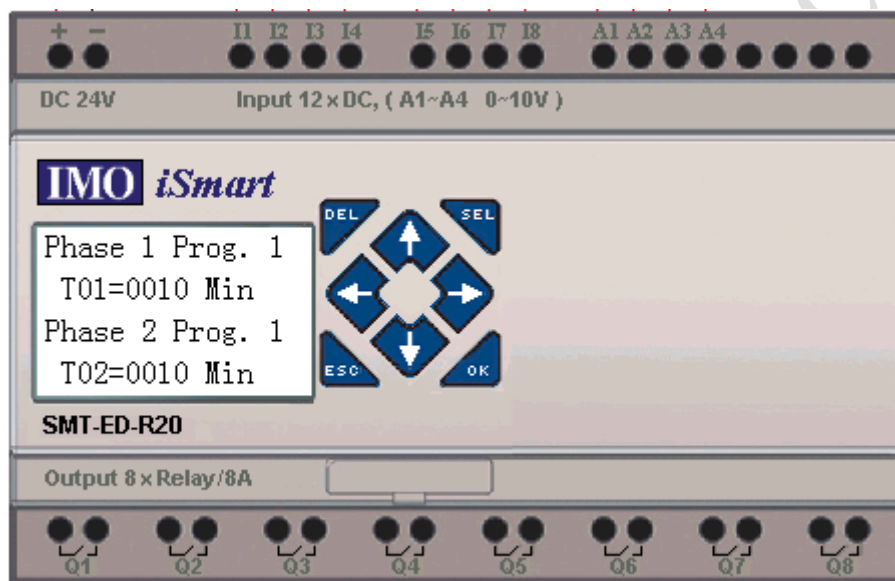 + − I1 I2 I3 I4 I5 I6 I7 I8 A1 A2 A3 A4
DC 24V Input 12×DC, ( A1~A4 0~10V )
IMO iSmart
DEL SEL
Phase 1 Prog. 1
T01=0010 Min
Phase 2 Prog. 1
T02=0010 Min
ESC OK
SMT-ED-R20
Output 8×Relay/8A
Q1 Q2 Q3 Q4 Q5 Q6 Q7 Q8